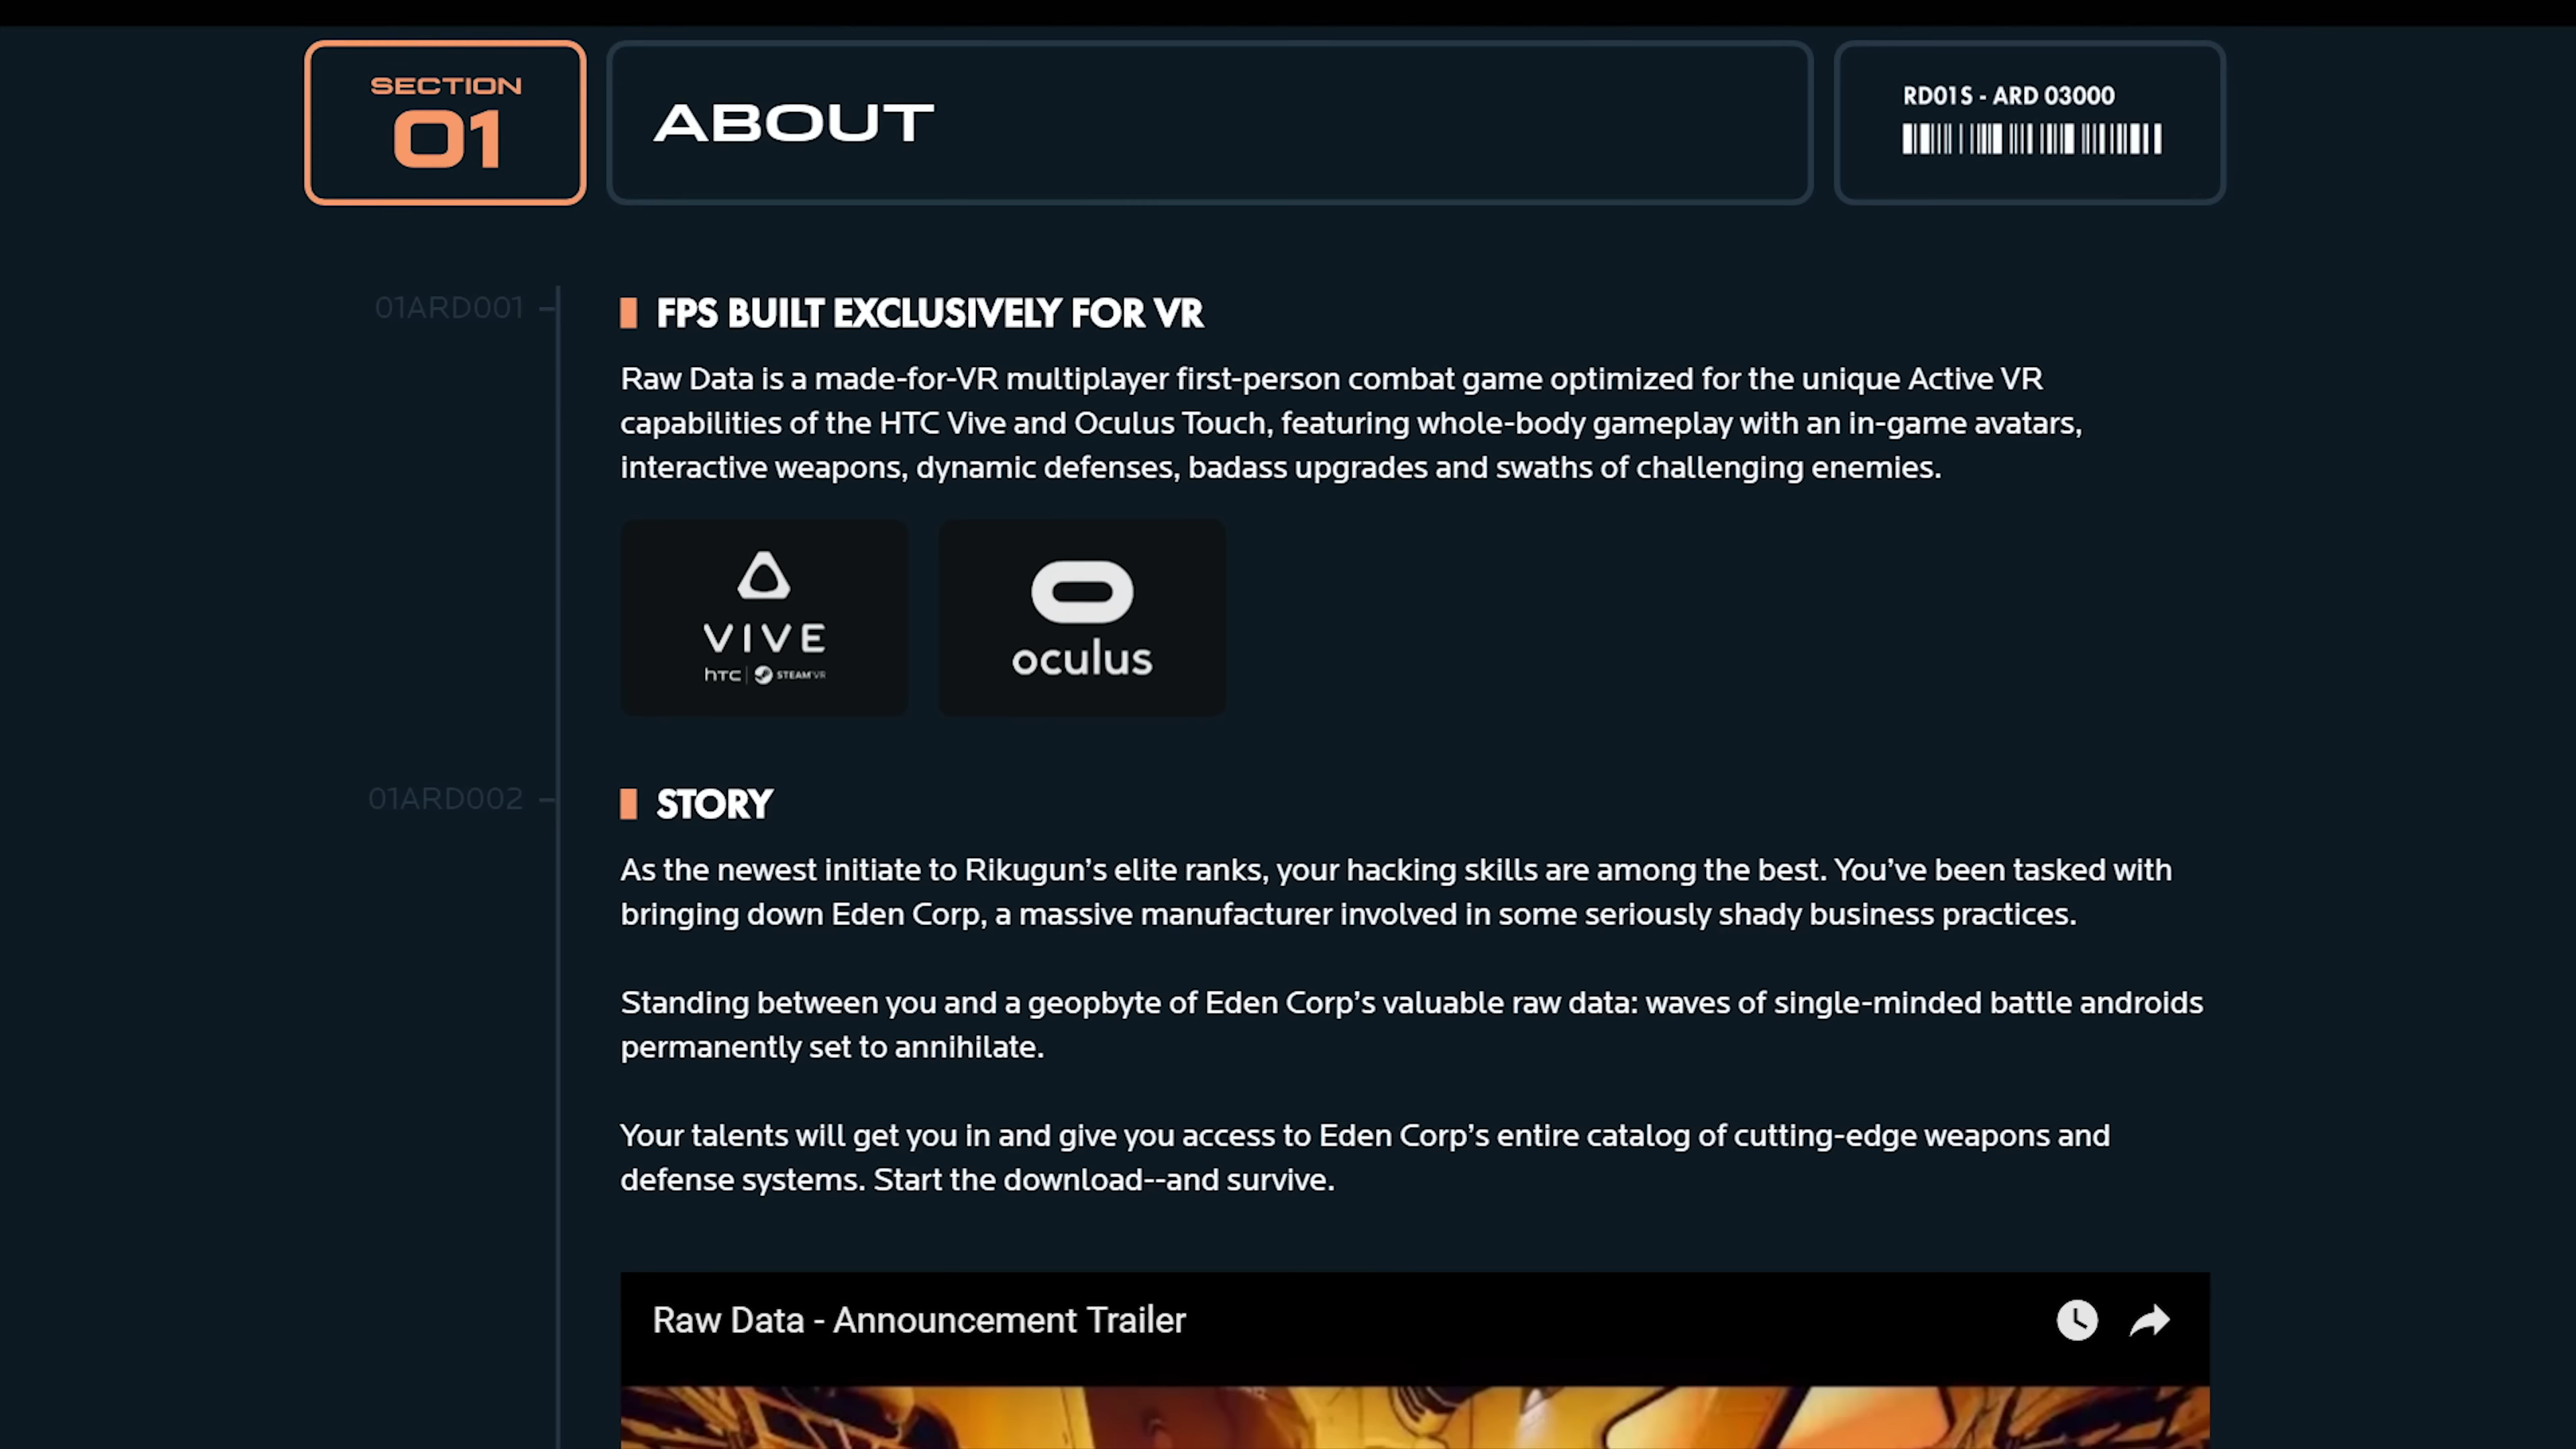 SECTION
01
ABOUT
RD01S - ARD 03000
01ARD001
FPS BUILT EXCLUSIVELY FOR VR
Raw Data is a made-for-VR multiplayer first-person combat game optimized for the unique Active VR
capabilities of the HTC Vive and Oculus Touch, featuring whole-body gameplay with an in-game avatars,
interactive weapons, dynamic defenses, badass upgrades and swaths of challenging enemies.
VIVE
hTC | STEAMVR
oculus
01ARD002
STORY
As the newest initiate to Rikugun's elite ranks, your hacking skills are among the best. You've been tasked with
bringing down Eden Corp, a massive manufacturer involved in some seriously shady business practices.
Standing between you and a geopbyte of Eden Corp's valuable raw data: waves of single-minded battle androids
permanently set to annihilate.
Your talents will get you in and give you access to Eden Corp's entire catalog of cutting-edge weapons and
defense systems. Start the download--and survive.
Raw Data - Announcement Trailer